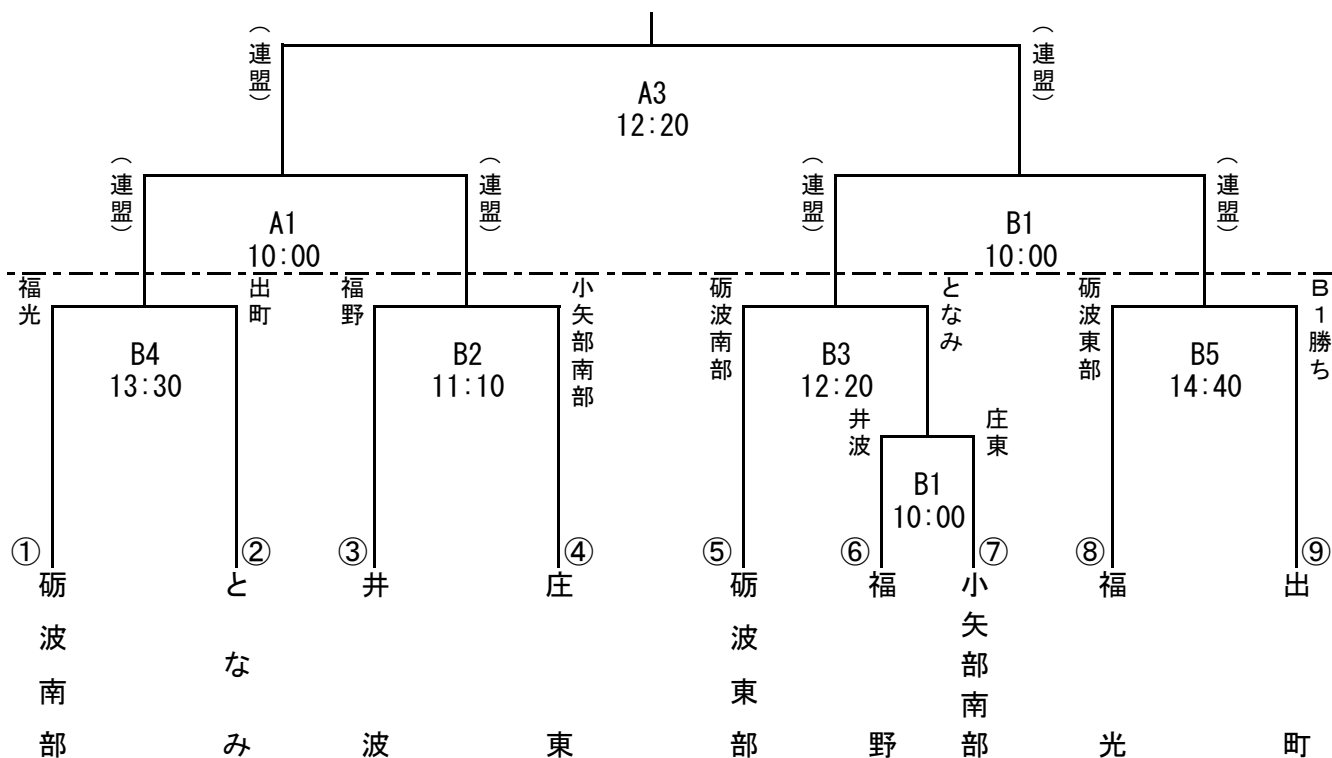 （連盟）
（連盟）
A3
12:20
（連盟）
（連盟）
（連盟）
（連盟）
A1
10:00
B1
10:00
福光
出町
福野
小矢部南部
砺波南部
となみ
砺波東部
B1勝ち
B4
13:30
B2
11:10
B3
12:20
B5
14:40
井波
庄東
B1
10:00
①
②
③
④
⑤
⑥
⑦
⑧
⑨
砺波南部
となみ
井波
庄東
砺波東部
福野
小矢部南部
福光
出町